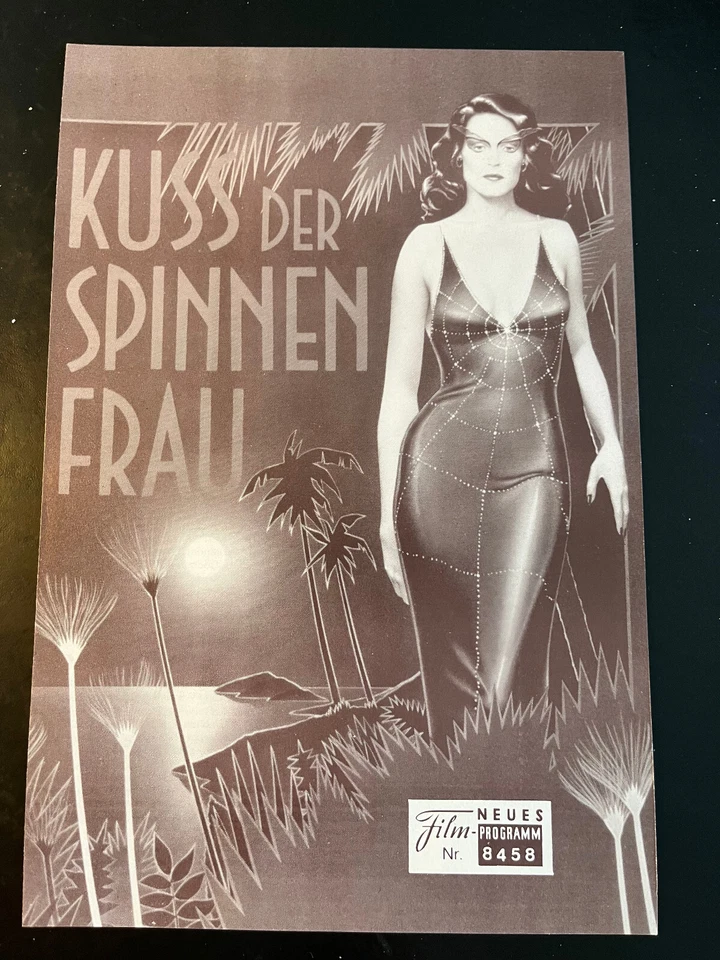 KUSS DER
SPINNEN
FRAU
Film-
NEUES
PROGRAMM
Nr. 8458